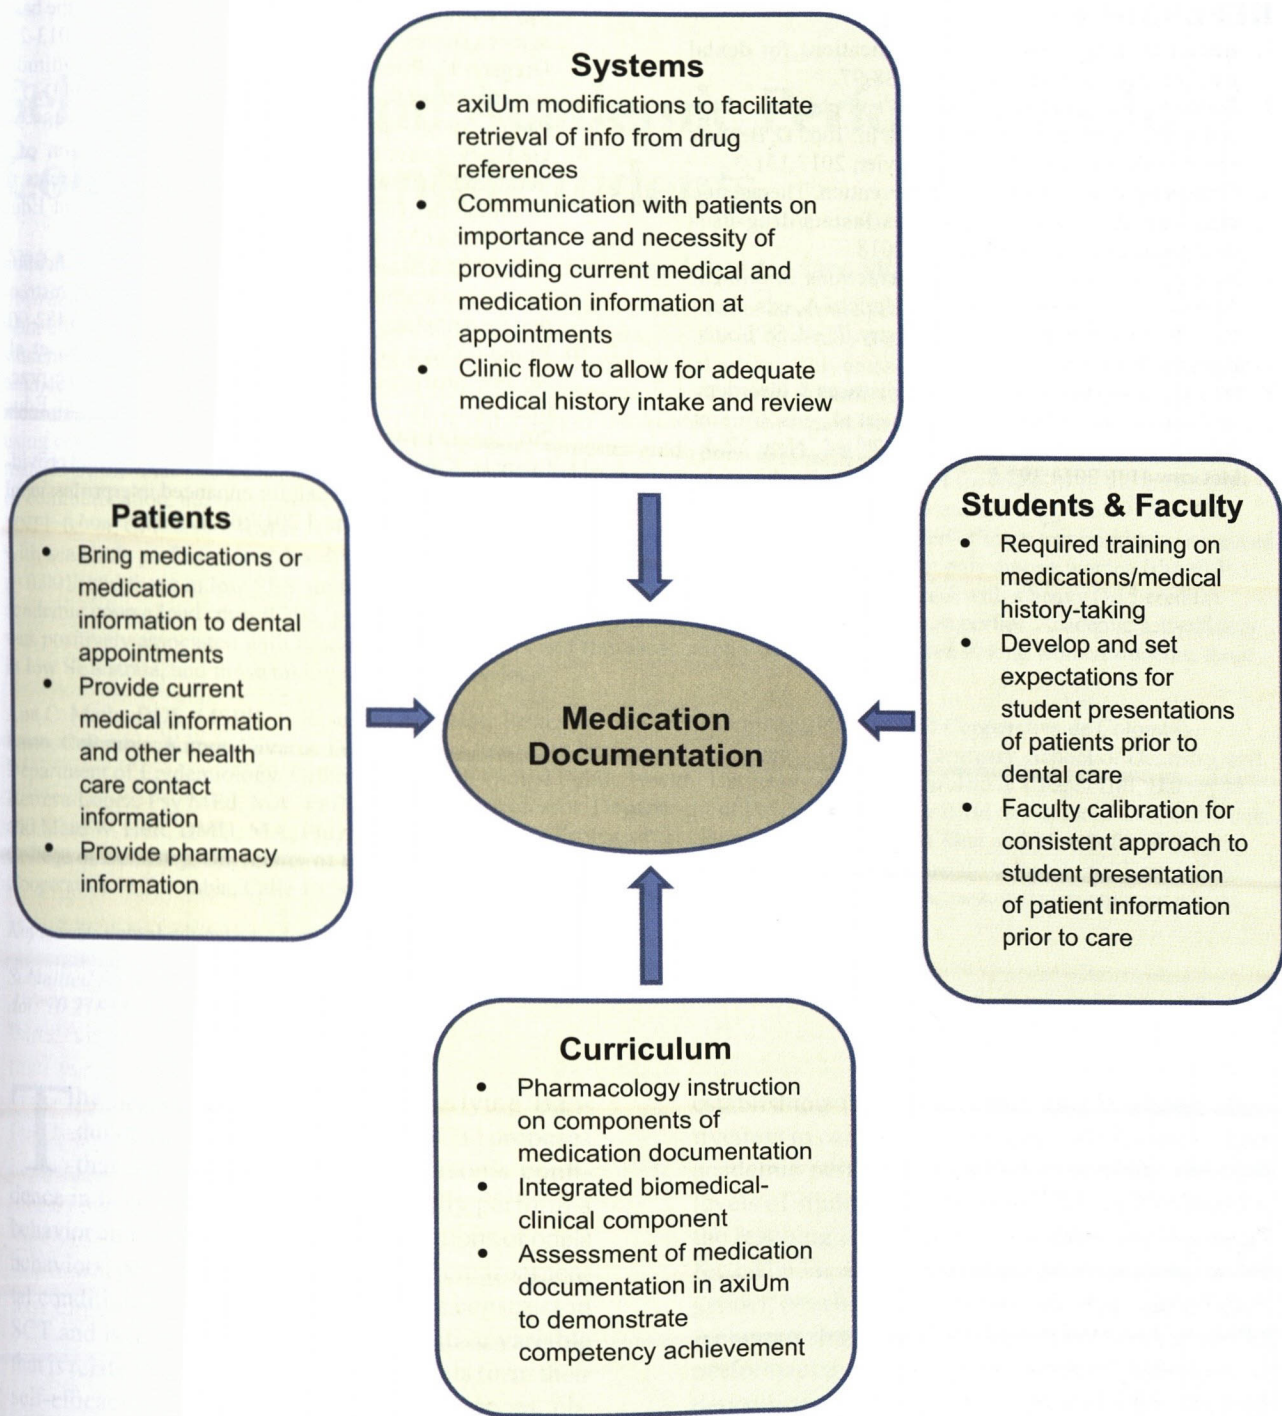 Systems
• axiUm modifications to facilitate
retrieval of info from drug
references
• Communication with patients on
importance and necessity of
providing current medical and
medication information at
appointments
• Clinic flow to allow for adequate
medical history intake and review
Patients
• Bring medications or
medication
information to dental
appointments
• Provide current
medical information
and other health
care contact
information
• Provide pharmacy
information
Medication
Documentation
Students & Faculty
• Required training on
medications/medical
history-taking
• Develop and set
expectations for
student presentations
of patients prior to
dental care
• Faculty calibration for
consistent approach to
student presentation
of patient information
prior to care
Curriculum
• Pharmacology instruction
on components of
medication documentation
• Integrated biomedical-
clinical component
• Assessment of medication
documentation in axiUm
to demonstrate
competency achievement